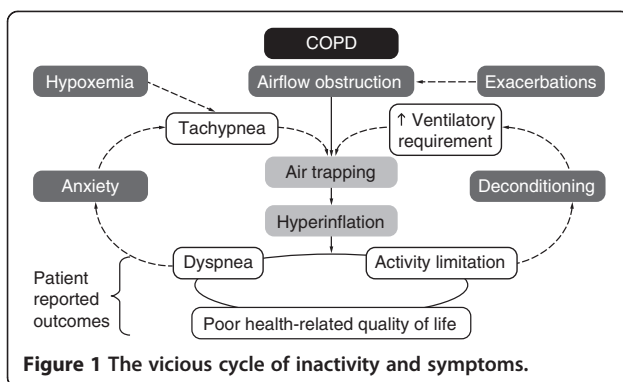 COPD
Hypoxemia
Airflow obstruction
Exacerbations
Tachypnea
↑ Ventilatory
requirement
Air trapping
Anxiety
Deconditioning
Hyperinflation
Patient
reported
outcomes
Dyspnea
Activity limitation
Poor health-related quality of life
Figure 1 The vicious cycle of inactivity and symptoms.